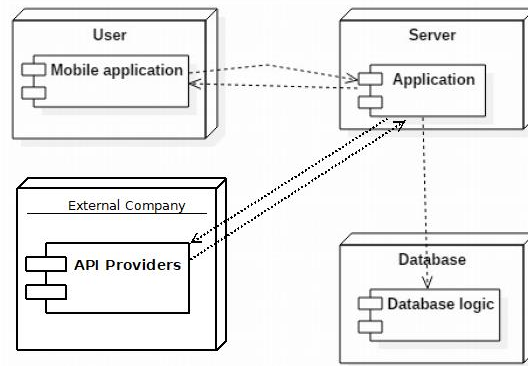 User
Mobile application
Server
Application
External Company
API Providers
Database
Database logic